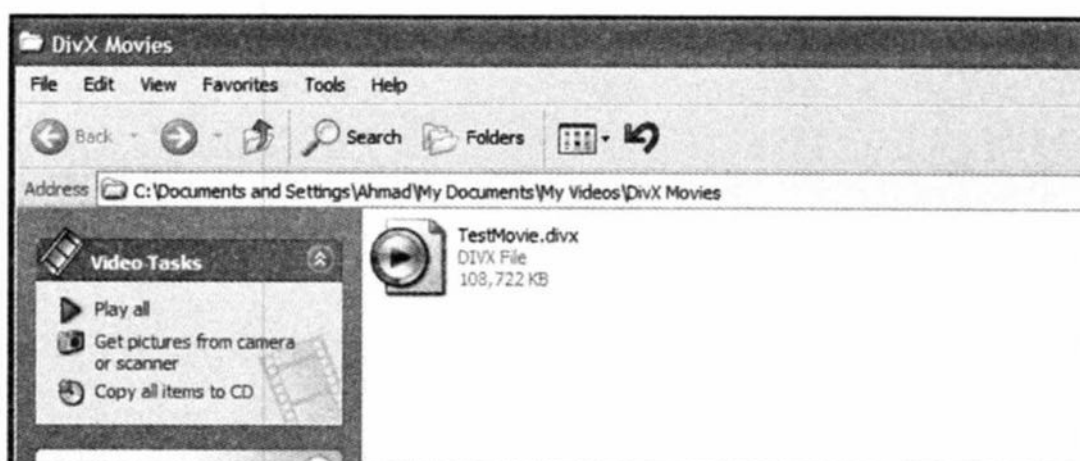 DivX Movies
File Edit View Favorites Tools Help
Back Search Folders
Address C:\Documents and Settings\Ahmad\My Documents\My Videos\DivX Movies
TestMovie.divx
DIVX File
108,722 KB
Video Tasks
Play all
Get pictures from camera
or scanner
Copy all items to CD